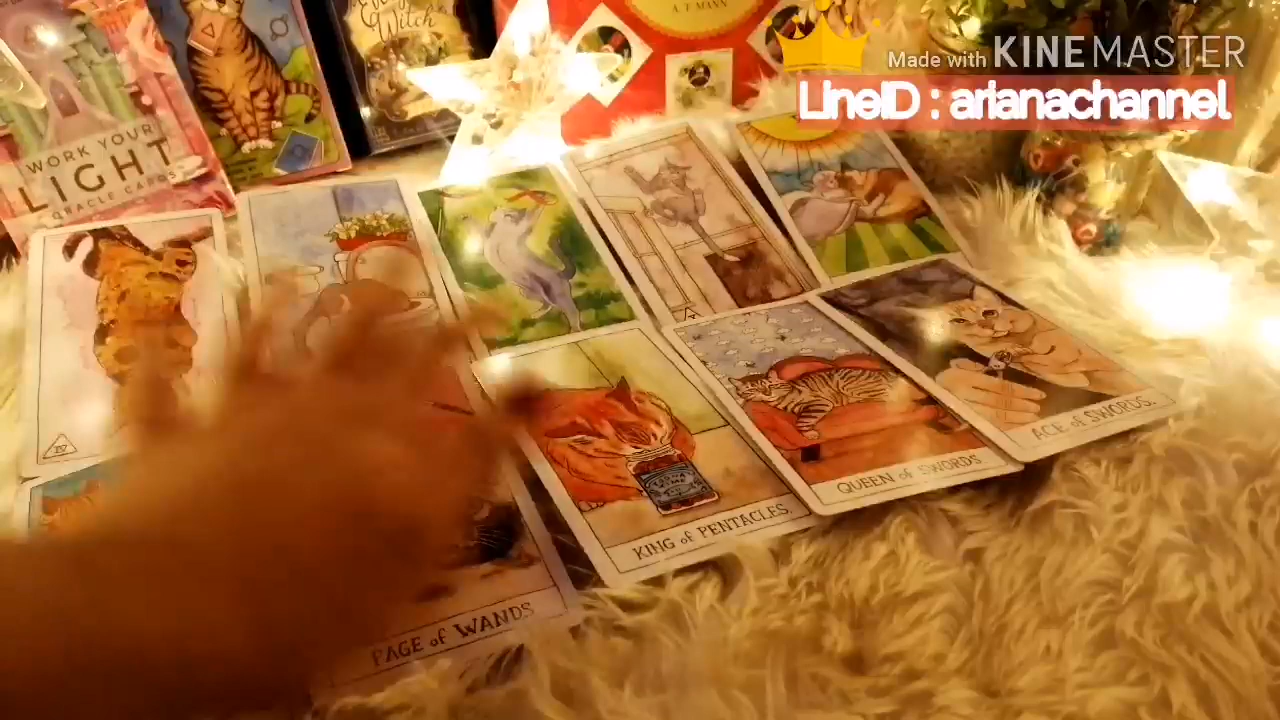 Witch
A. T. MANN
Made with KINEMASTER
LineID : arianachannel
WORK YOUR
LIGHT
ORACLE CARDS
IV
ACE of SWORDS.
QUEEN of SWORDS
KING of PENTACLES.
PAGE of WANDS